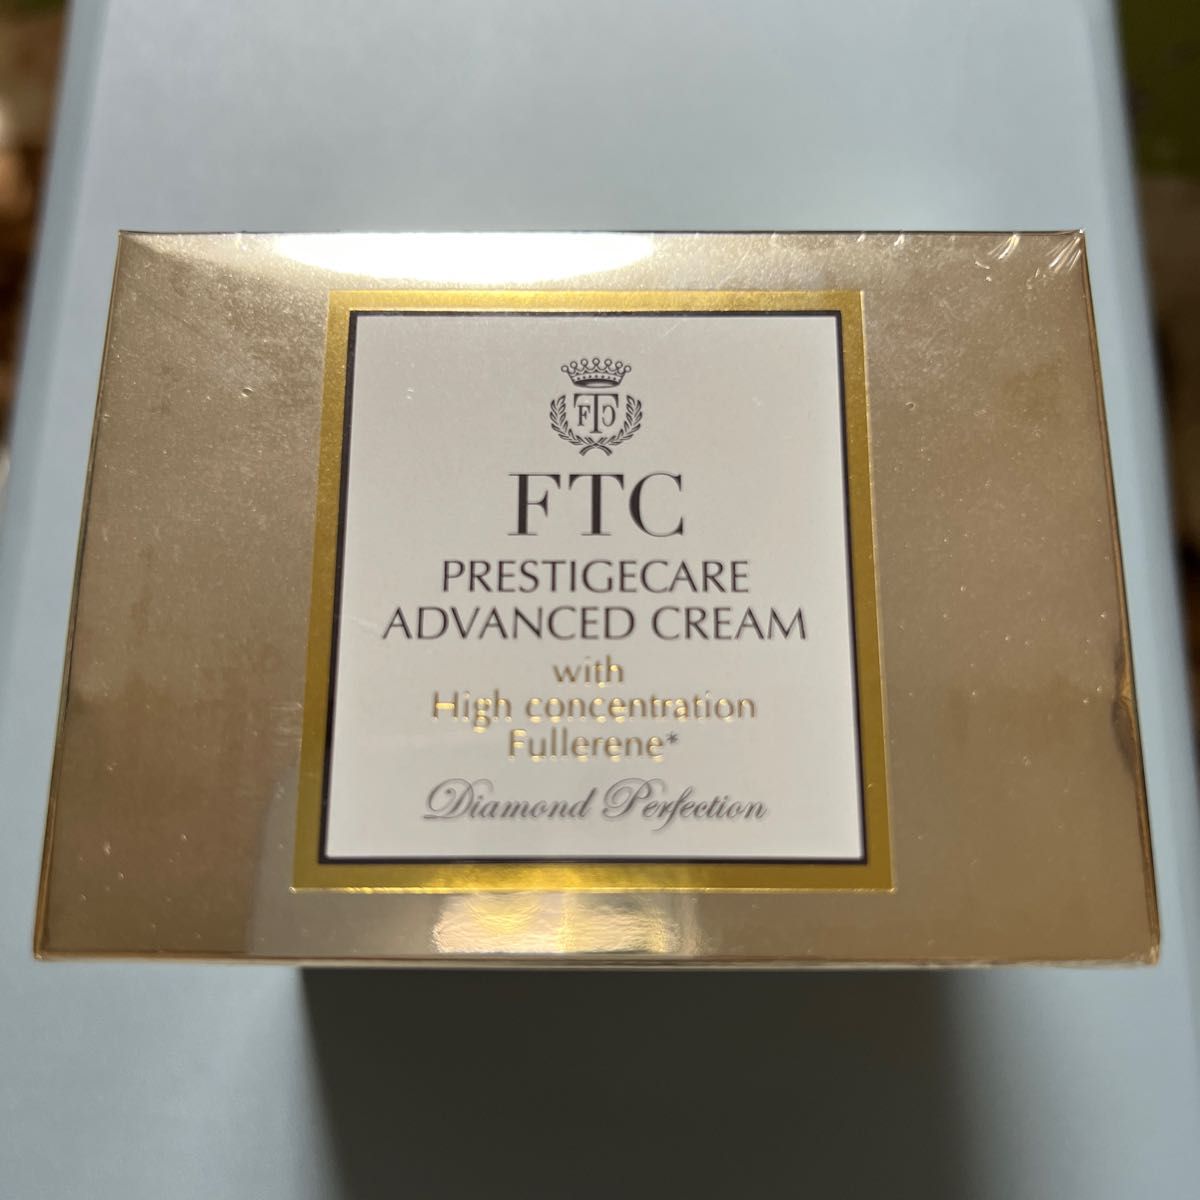 FTC
FTC
PRESTIGECARE
ADVANCED CREAM
with
High concentration
Fullerene*
Diamond Perfection